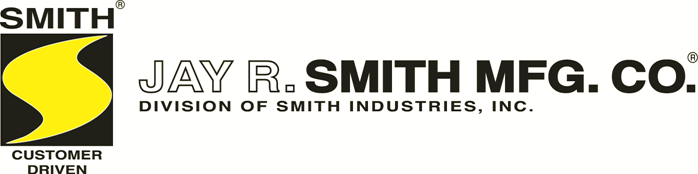 SMITH®
CUSTOMER
DRIVEN
JAY R. SMITH MFG. CO.®
DIVISION OF SMITH INDUSTRIES, INC.